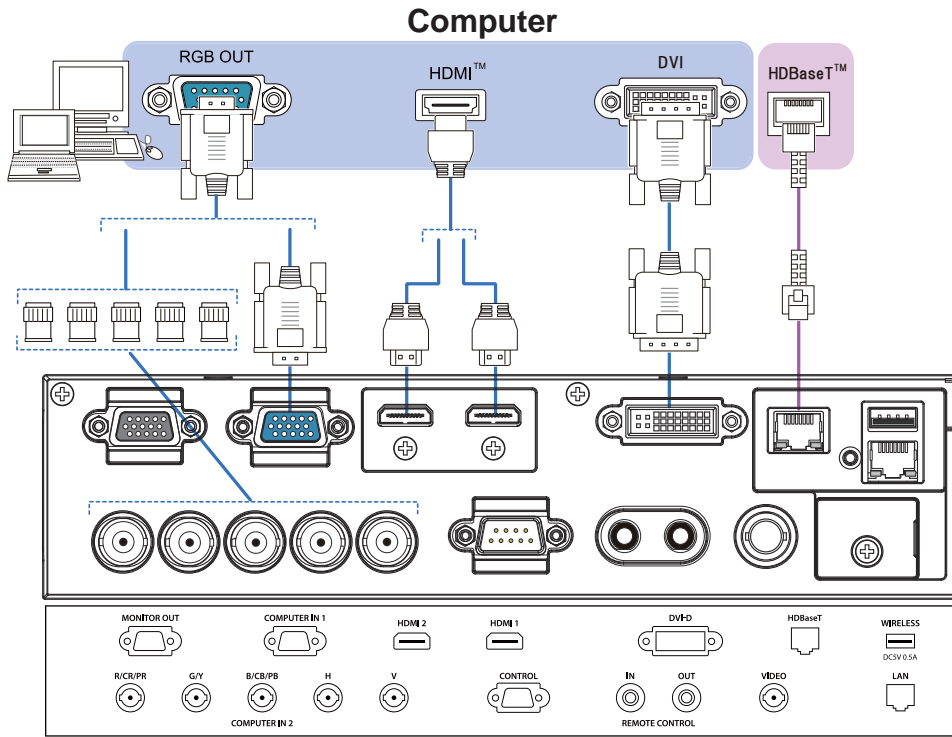 Computer
RGB OUT
HDMI™
DVI
HDBaseT™
MONITOR OUT
COMPUTER IN 1
HDMI 2
HDMI 1
DVI-D
HDBaseT
WIRELESS
DC5V 0.5A
R/CR/PR
G/Y
B/CB/PB
H
V
CONTROL
IN
OUT
VIDEO
LAN
COMPUTER IN 2
REMOTE CONTROL